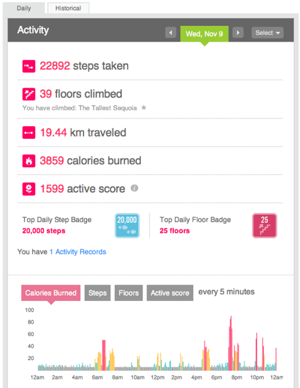 Daily Historical
Activity Wed, Nov 9 Select
22892 steps taken
39 floors climbed
You have climbed: The Tallest Sequoia
19.44 km traveled
3859 calories burned
1599 active score
Top Daily Step Badge
20,000 steps
20,000
Top Daily Floor Badge
25 floors
25
You have 1 Activity Records
Calories Burned Steps Floors Active score every 5 minutes
100
80
60
40
20
12am 2am 4am 6am 8am 10am 12am 2pm 4pm 6pm 8pm 10pm 12am